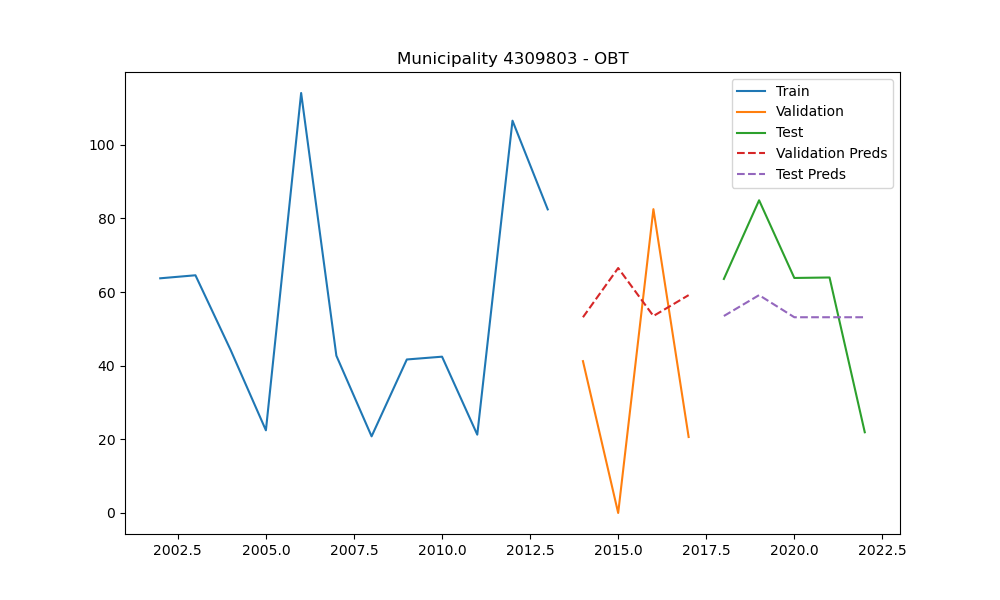 Municipality 4309803 - OBT
Train
Validation
Test
Validation Preds
Test Preds
100
80
60
40
20
0
2002.5 2005.0 2007.5 2010.0 2012.5 2015.0 2017.5 2020.0 2022.5